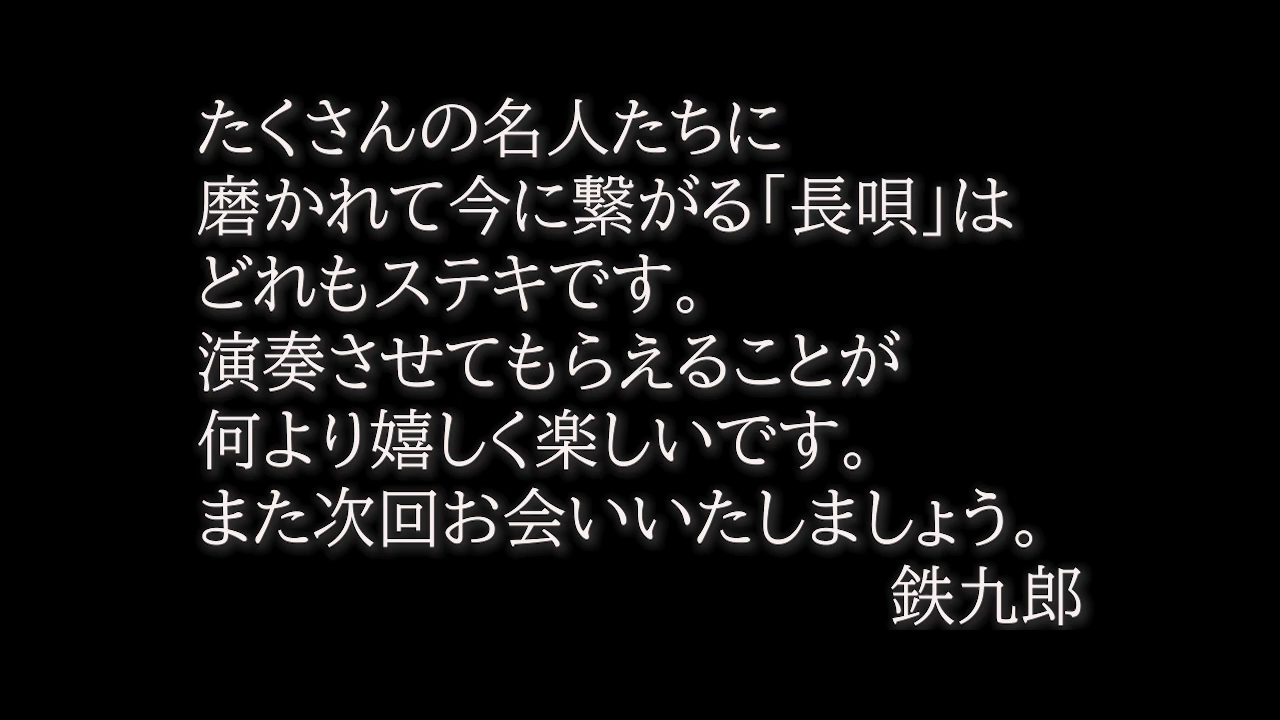 たくさんの名人たちに
磨かれて今に繋がる「長唄」は
どれもステキです。
演奏させてもらえることが
何より嬉しく楽しいです。
また次回お会いいたしましょう。
鉄九郎